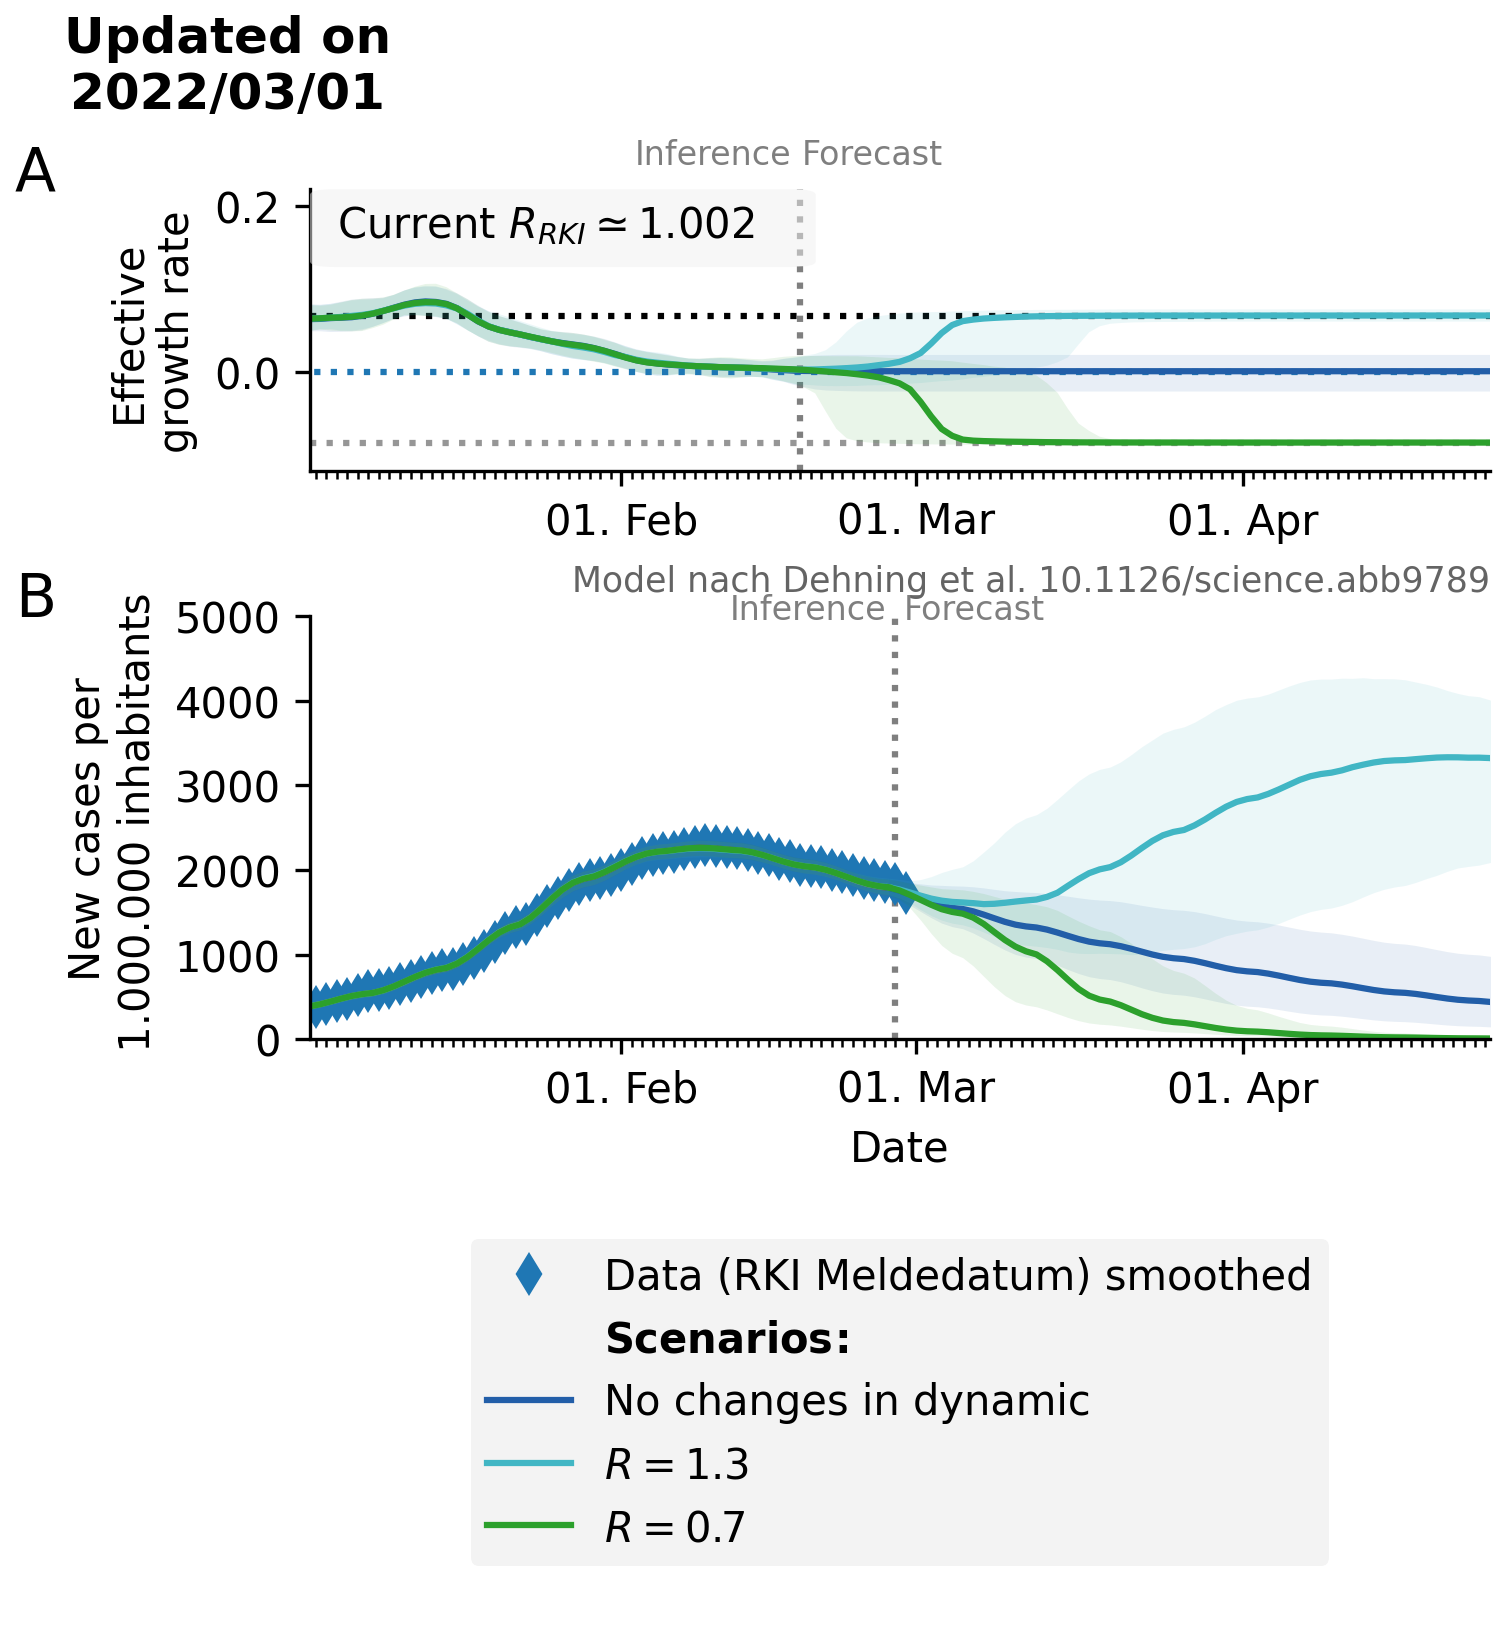 Updated on
2022/03/01
A
Inference Forecast
Current R_RKI ≃ 1.002
Effective
growth rate
0.2
0.0
01. Feb
01. Mar
01. Apr
B
Model nach Dehning et al. 10.1126/science.abb9789
Inference Forecast
New cases per
1.000.000 inhabitants
5000
4000
3000
2000
1000
0
01. Feb
01. Mar
01. Apr
Date
Data (RKI Meldedatum) smoothed
Scenarios:
No changes in dynamic
R = 1.3
R = 0.7